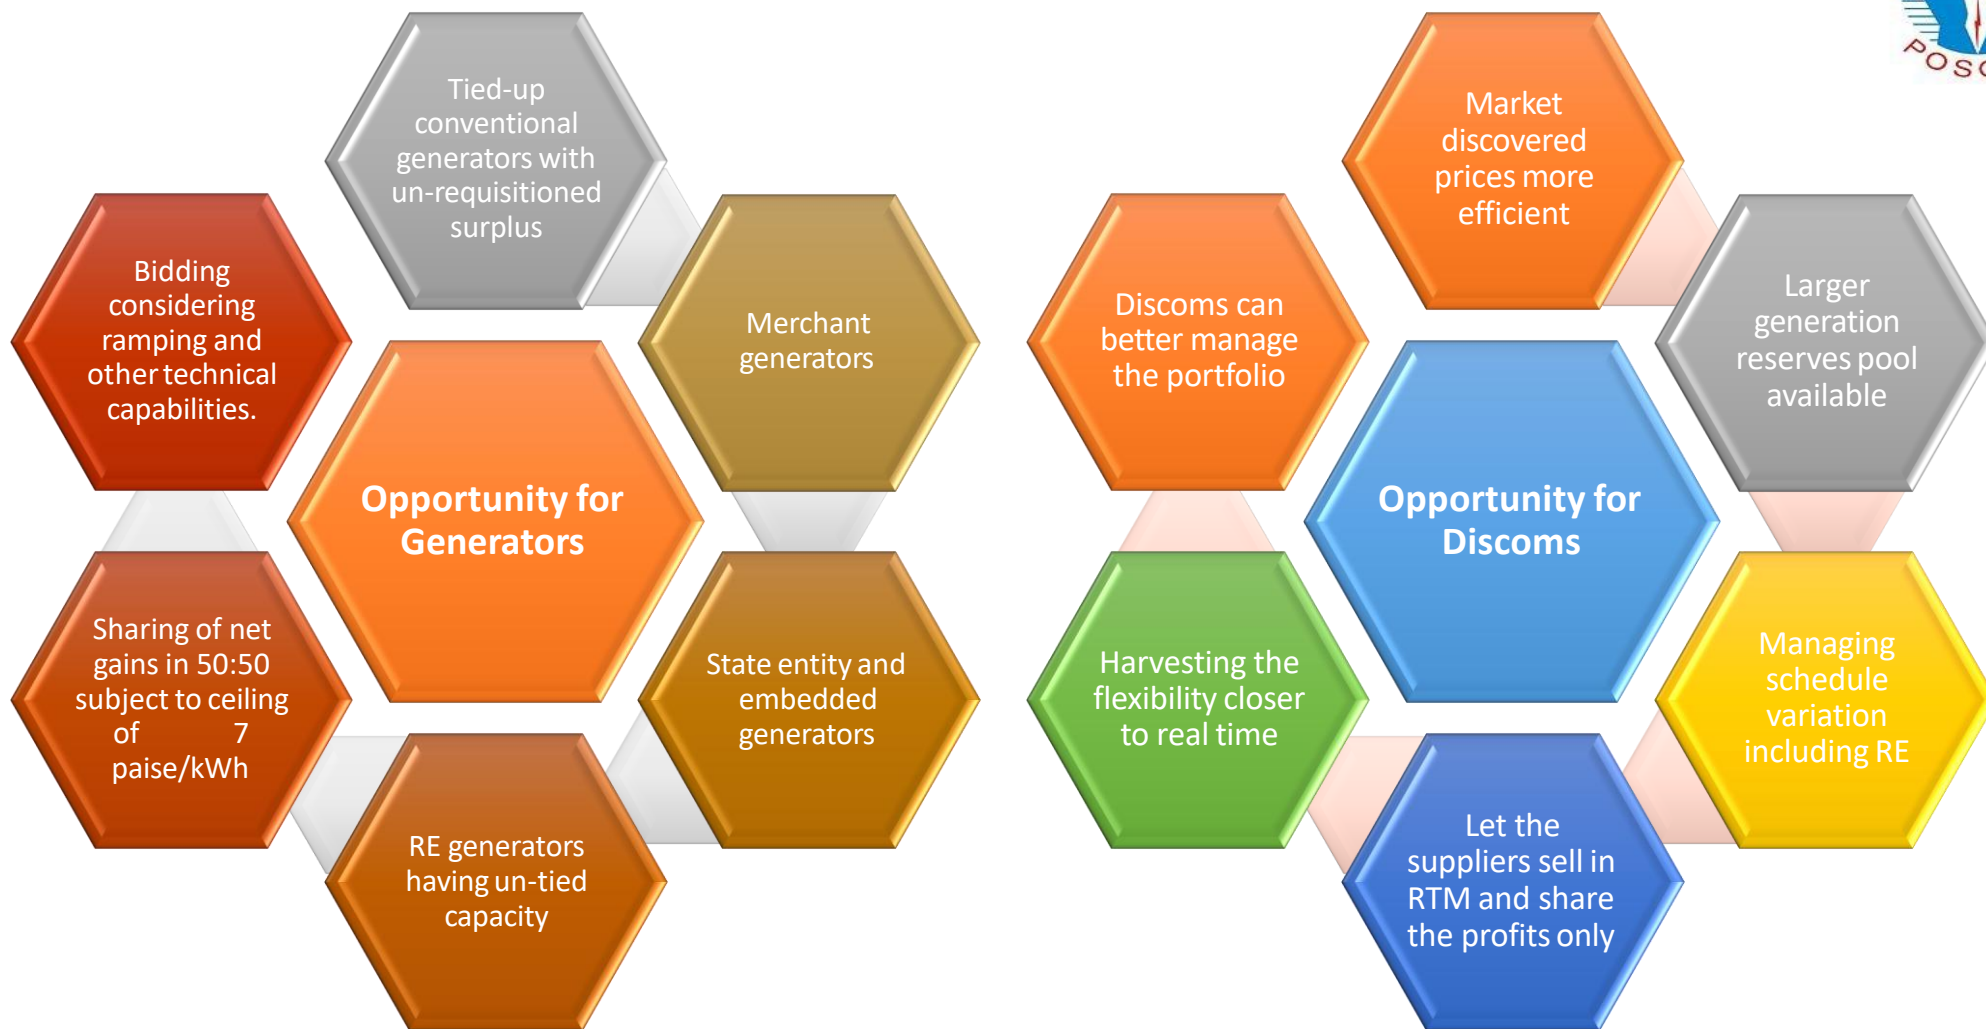 Tied-up
conventional
generators with
un-requisitioned
surplus
Merchant
generators
State entity and
embedded
generators
RE generators
having un-tied
capacity
Sharing of net
gains in 50:50
subject to ceiling
of 7
paise/kWh
Bidding
considering
ramping and
other technical
capabilities.
Opportunity for
Generators
Market
discovered
prices more
efficient
Larger
generation
reserves pool
available
Managing
schedule
variation
including RE
Let the
suppliers sell in
RTM and share
the profits only
Harvesting the
flexibility closer
to real time
Discoms can
better manage
the portfolio
Opportunity for
Discoms